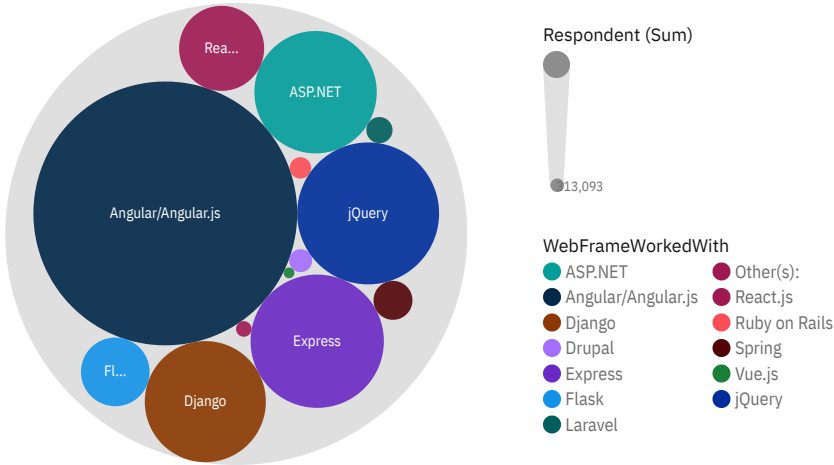 Rea...
ASP.NET
Angular/Angular.js
jQuery
Express
Fl...
Django
Respondent (Sum)
313,093
WebFrameWorkedWith
ASP.NET
Angular/Angular.js
Django
Drupal
Express
Flask
Laravel
Other(s):
React.js
Ruby on Rails
Spring
Vue.js
jQuery